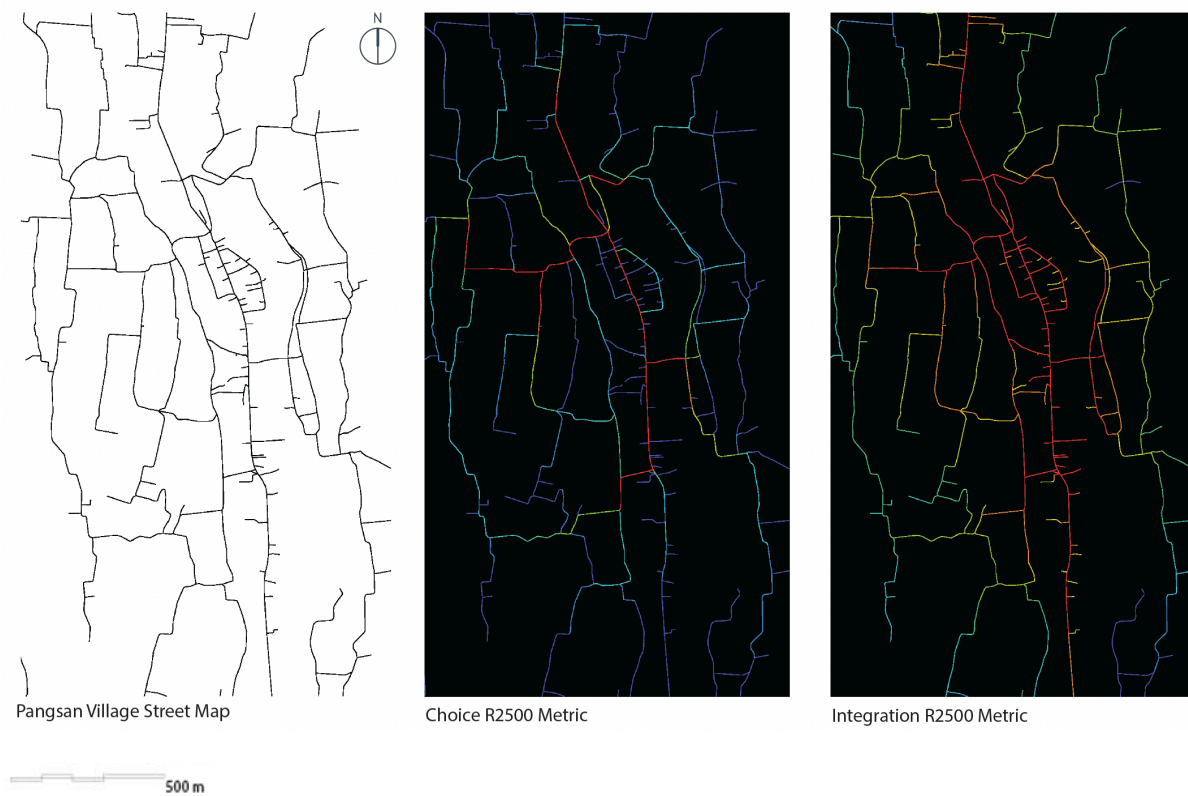 N
Pangsan Village Street Map
Choice R2500 Metric
Integration R2500 Metric
500 m